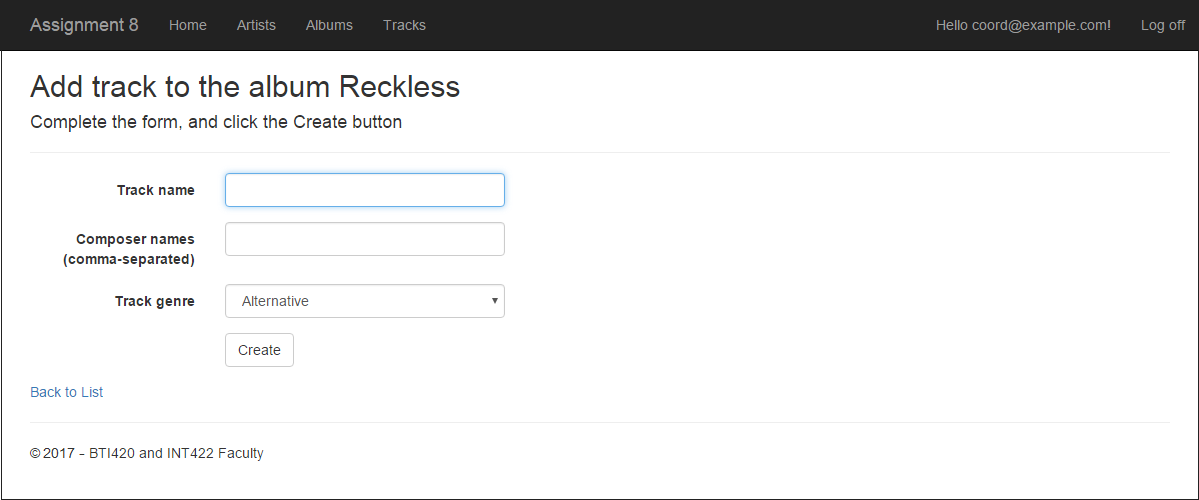 Assignment 8 Home Artists Albums Tracks Hello coord@example.com! Log off
Add track to the album Reckless
Complete the form, and click the Create button
Track name
Composer names
(comma-separated)
Track genre Alternative
Create
Back to List
© 2017 - BTI420 and INT422 Faculty